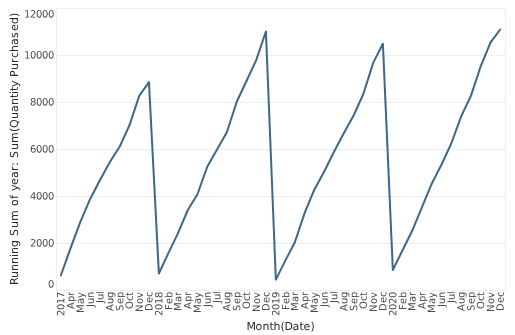 Running Sum of year: Sum(Quantity Purchased)
12000
10000
8000
6000
4000
2000
0
2017 Apr May Jun Jul Aug Sep Oct Nov Dec 2018 Feb Mar Apr May Jun Jul Aug Sep Oct Nov Dec 2019 Feb Mar Apr May Jun Jul Aug Sep Oct Nov Dec 2020 Feb Mar Apr May Jun Jul Aug Sep Oct Nov Dec
Month(Date)